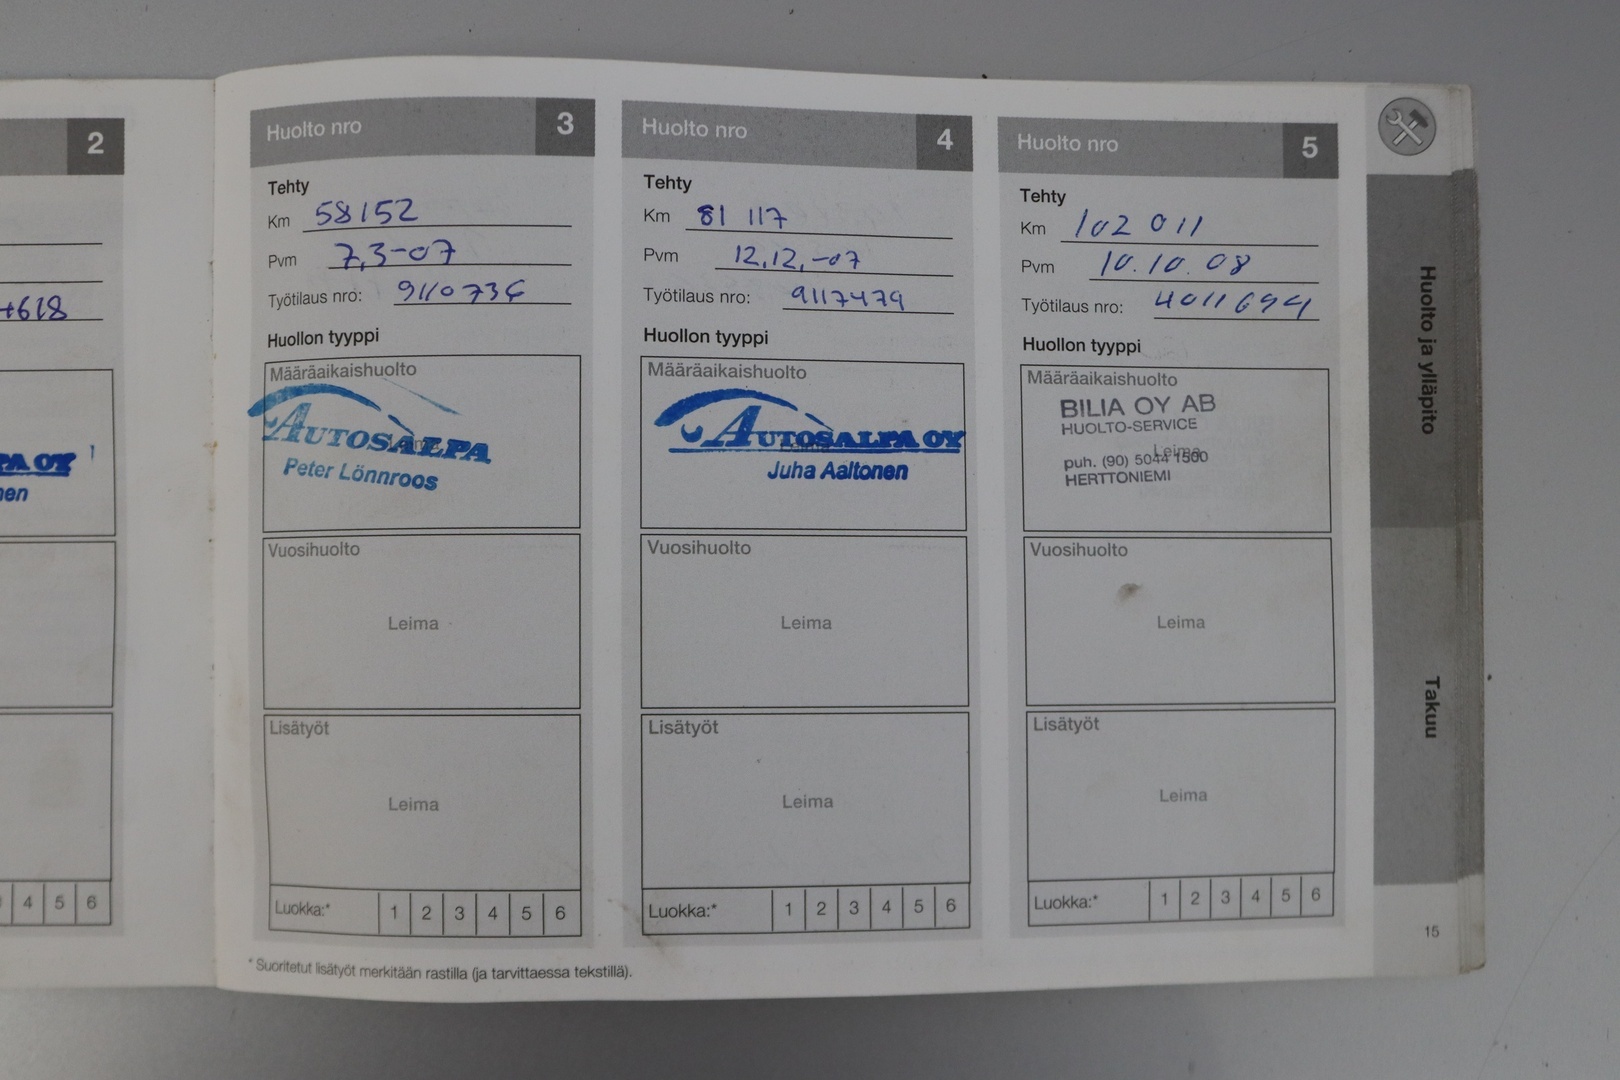 2
+618
PA OY
nen
4 5 6
Huolto nro 3
Tehty
Km 58152
Pvm 7,3-07
Työtilaus nro: 9110736
Huollon tyyppi
Määräaikaishuolto
AUTOSALPA
Peter Lönnroos
Vuosihuolto
Leima
Lisätyöt
Leima
Luokka:* 1 2 3 4 5 6
* Suoritetut lisätyöt merkitään rastilla (ja tarvittaessa tekstillä).
Huolto nro 4
Tehty
Km 81 117
Pvm 12,12,-07
Työtilaus nro: 9117479
Huollon tyyppi
Määräaikaishuolto
AUTOSALPA OY
Leima
Juha Aaltonen
Vuosihuolto
Leima
Lisätyöt
Leima
Luokka:* 1 2 3 4 5 6
Huolto nro 5
Tehty
Km 102 011
Pvm 10.10.08
Työtilaus nro: 4011694
Huollon tyyppi
Määräaikaishuolto
BILIA OY AB
HUOLTO-SERVICE
Leima
puh. (90) 5044 1500
HERTTONIEMI
Vuosihuolto
Leima
Lisätyöt
Leima
Luokka:* 1 2 3 4 5 6
Huolto ja ylläpito
Takuu
15